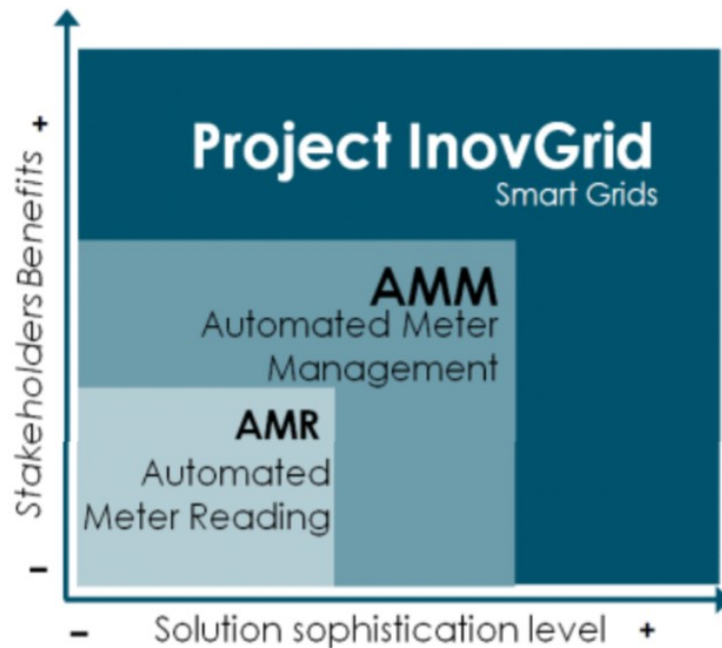 +
Stakeholders Benefits
−
Project InovGrid
Smart Grids
AMM
Automated Meter
Management
AMR
Automated
Meter Reading
− Solution sophistication level +